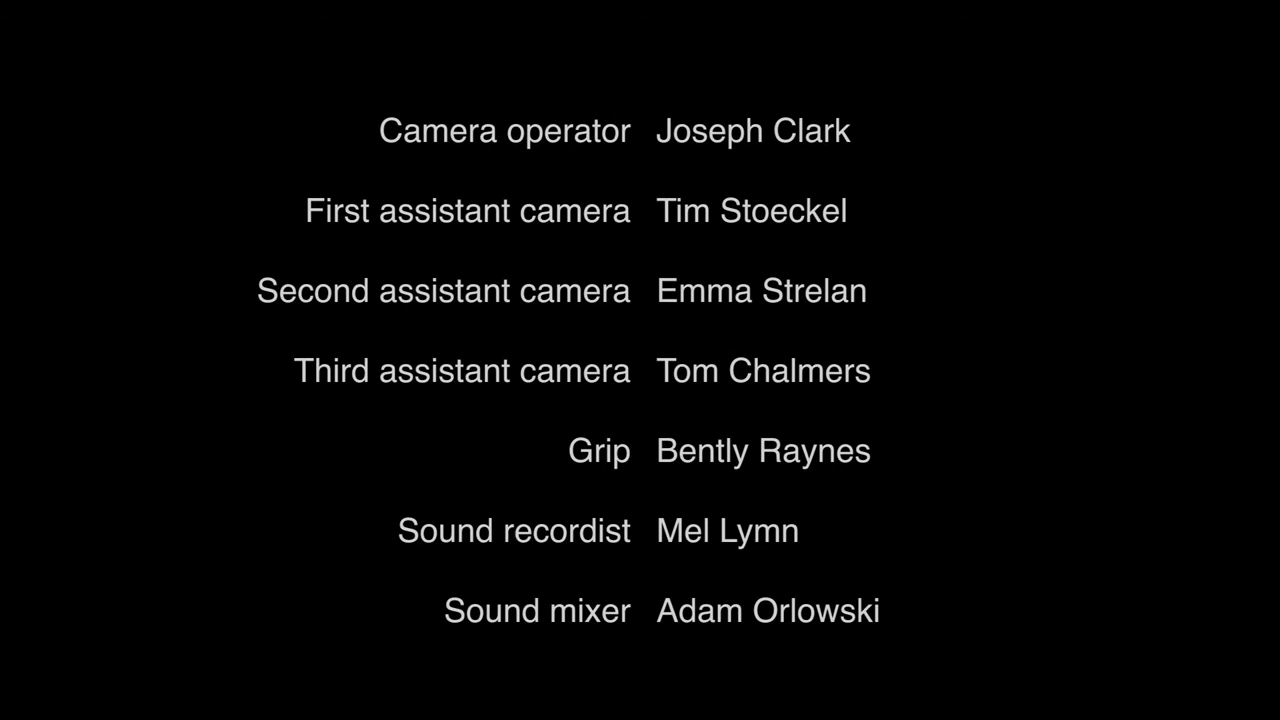 Camera operator Joseph Clark
First assistant camera Tim Stoeckel
Second assistant camera Emma Strelan
Third assistant camera Tom Chalmers
Grip Bently Raynes
Sound recordist Mel Lymn
Sound mixer Adam Orlowski